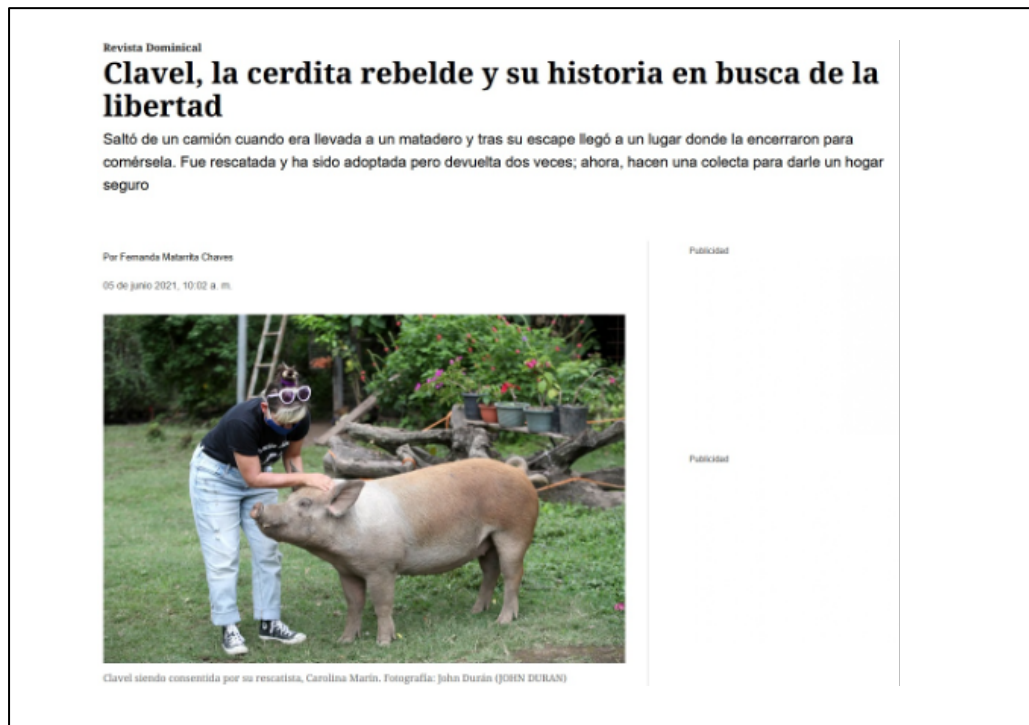 Revista Dominical
Clavel, la cerdita rebelde y su historia en busca de la
libertad
Saltó de un camión cuando era llevada a un matadero y tras su escape llegó a un lugar donde la encerraron para
comérsela. Fue rescatada y ha sido adoptada pero devuelta dos veces; ahora, hacen una colecta para darle un hogar
seguro
Por Fernanda Matarrita Chaves
05 de junio 2021, 10:02 a. m.
Publicidad
Publicidad
Clavel siendo consentida por su rescatista, Carolina Marín. Fotografía: John Durán (JOHN DURAN)